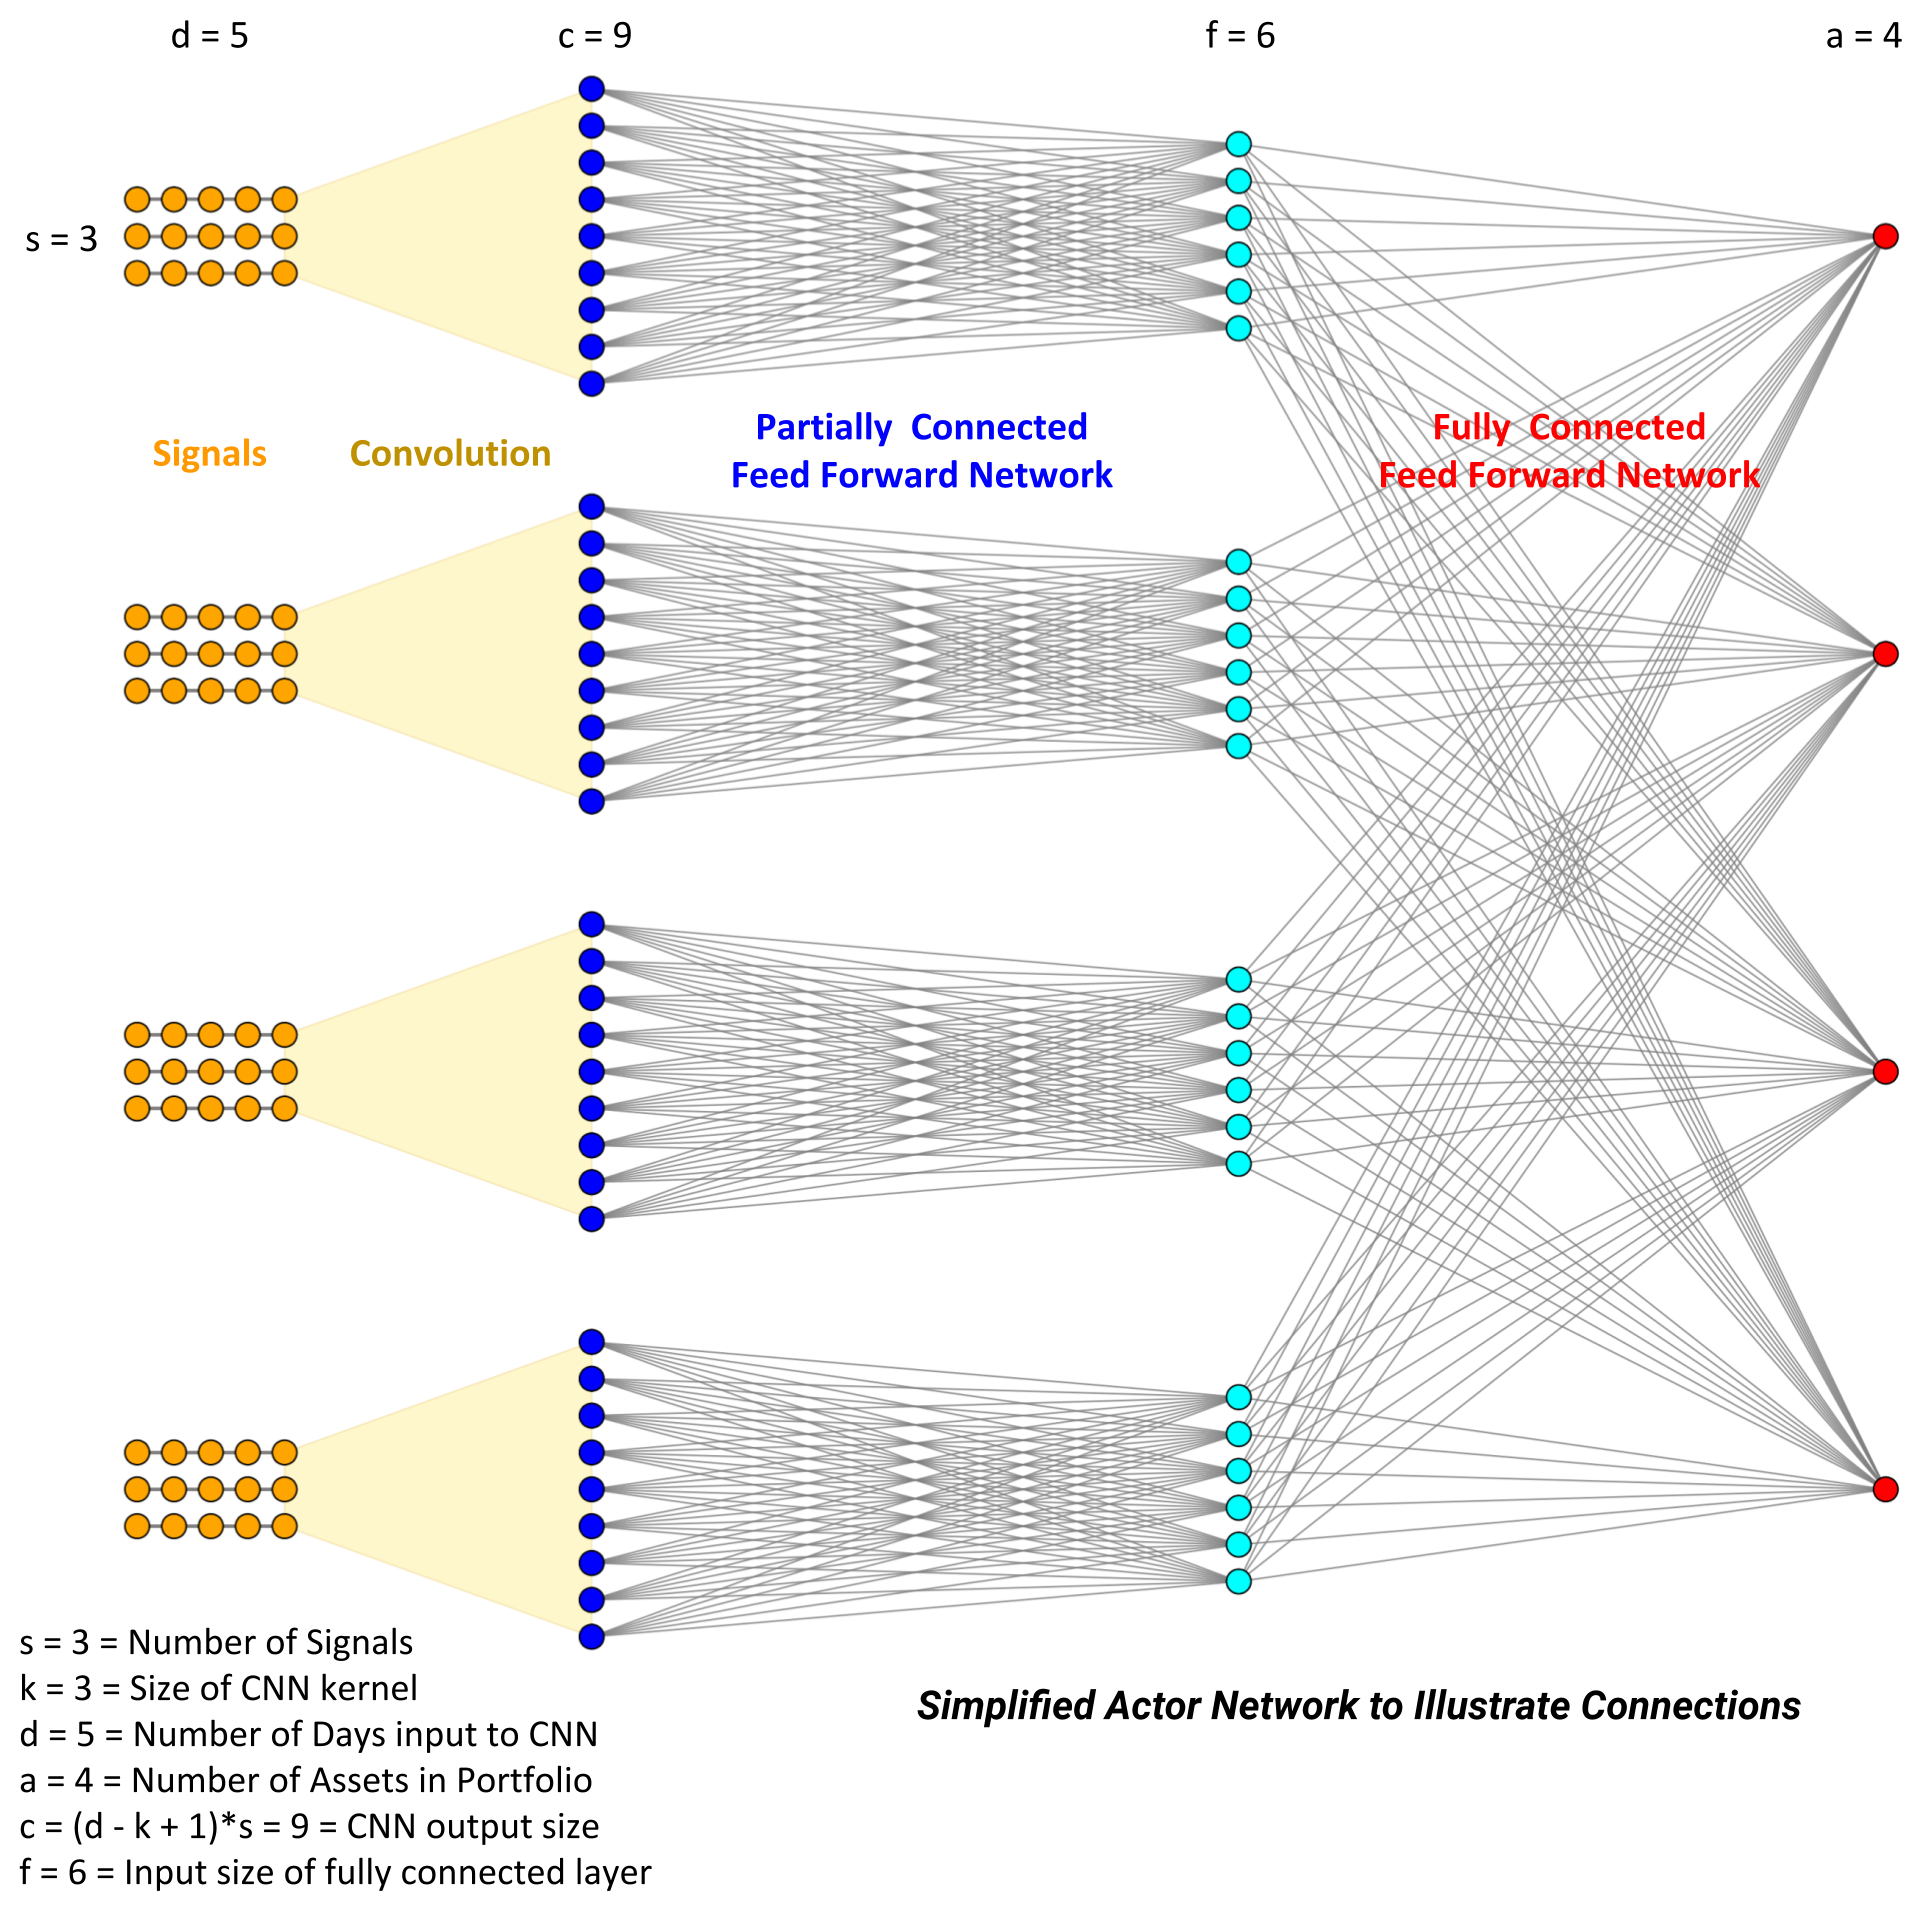 d = 5
c = 9
f = 6
a = 4
s = 3
Signals
Convolution
Partially  Connected
Feed Forward Network
Fully  Connected
Feed Forward Network
s = 3 = Number of Signals
k = 3 = Size of CNN kernel
d = 5 = Number of Days input to CNN
a = 4 = Number of Assets in Portfolio
c = (d - k + 1)*s = 9 = CNN output size
f = 6 = Input size of fully connected layer
Simplified Actor Network to Illustrate Connections